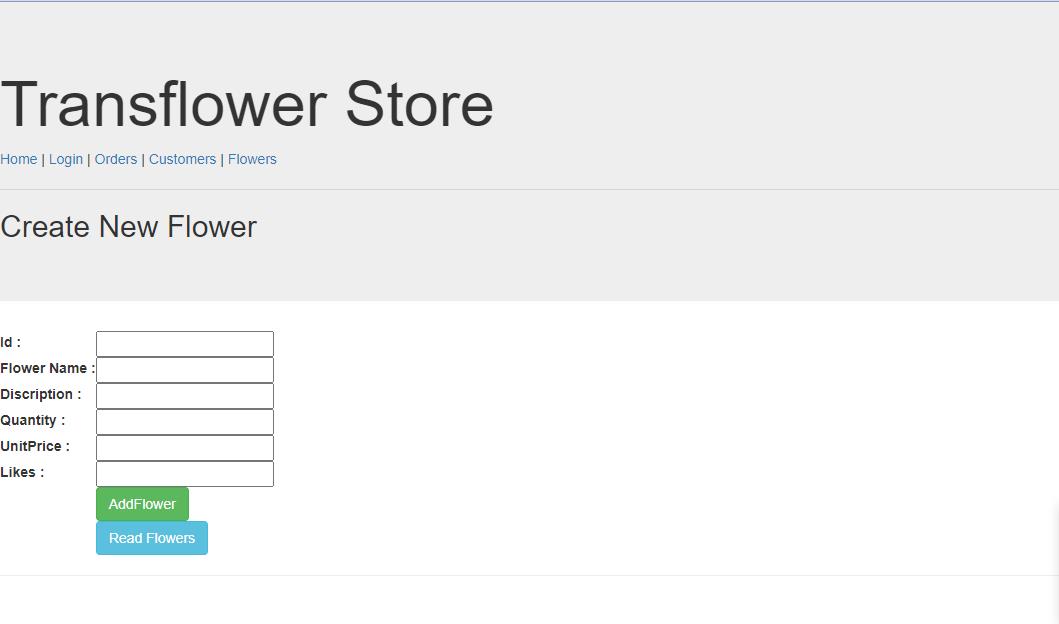 Transflower Store
Home | Login | Orders | Customers | Flowers
Create New Flower
Id :
Flower Name :
Discription :
Quantity :
UnitPrice :
Likes :
AddFlower
Read Flowers